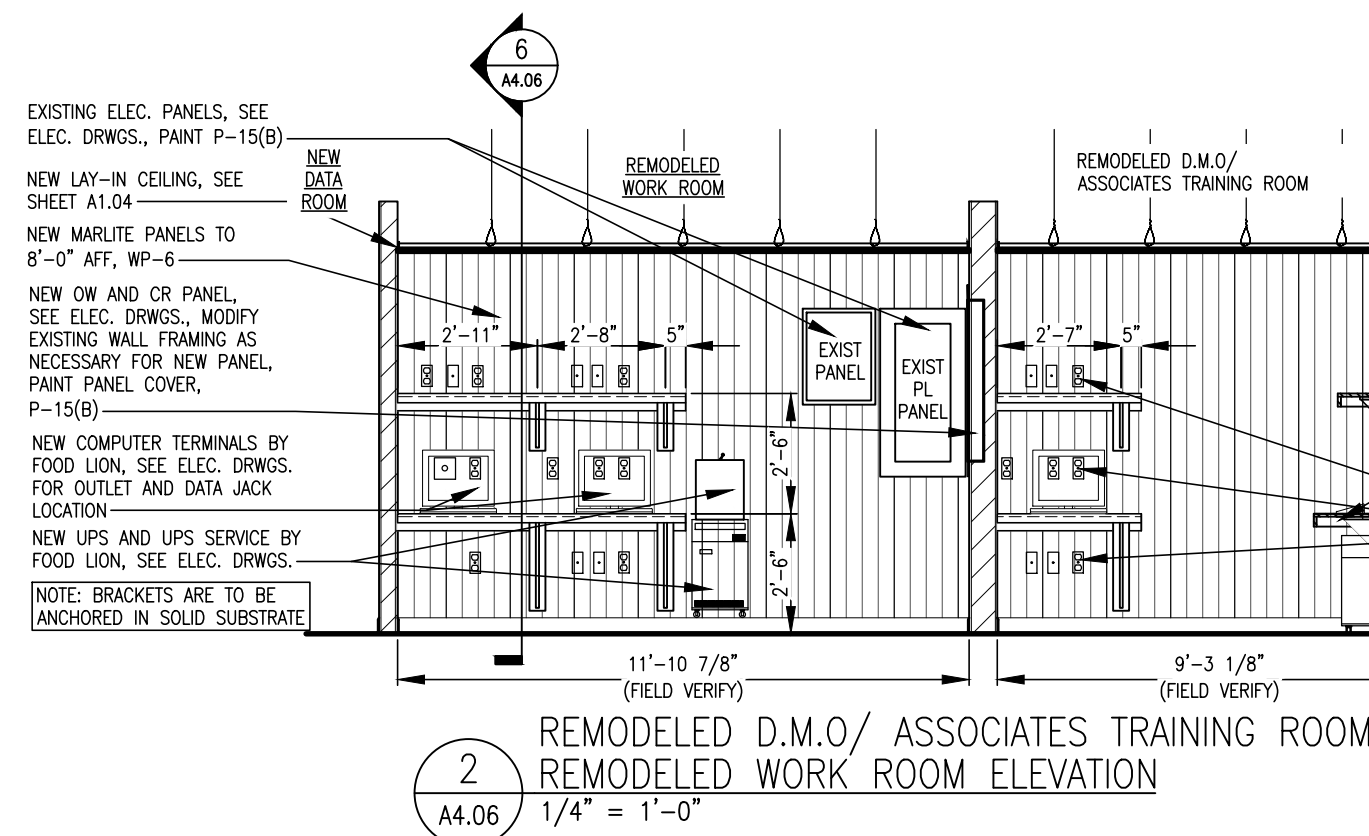 6
A4.06
EXISTING ELEC. PANELS, SEE
ELEC. DRWGS., PAINT P-15(B)
NEW LAY-IN CEILING, SEE
SHEET A1.04
NEW MARLITE PANELS TO
8'-0" AFF, WP-6
NEW OW AND CR PANEL,
SEE ELEC. DRWGS., MODIFY
EXISTING WALL FRAMING AS
NECESSARY FOR NEW PANEL,
PAINT PANEL COVER,
P-15(B)
NEW COMPUTER TERMINALS BY
FOOD LION, SEE ELEC. DRWGS.
FOR OUTLET AND DATA JACK
LOCATION
NEW UPS AND UPS SERVICE BY
FOOD LION, SEE ELEC. DRWGS.
NOTE: BRACKETS ARE TO BE
ANCHORED IN SOLID SUBSTRATE
NEW
DATA
ROOM
REMODELED
WORK ROOM
REMODELED D.M.O/
ASSOCIATES TRAINING ROOM
2'-11"
2'-8"
5"
EXIST
PANEL
EXIST
PL
PANEL
2'-7"
5"
2'-6"
2'-6"
11'-10 7/8"
(FIELD VERIFY)
9'-3 1/8"
(FIELD VERIFY)
2
A4.06
REMODELED D.M.O/ ASSOCIATES TRAINING ROOM
REMODELED WORK ROOM ELEVATION
1/4" = 1'-0"